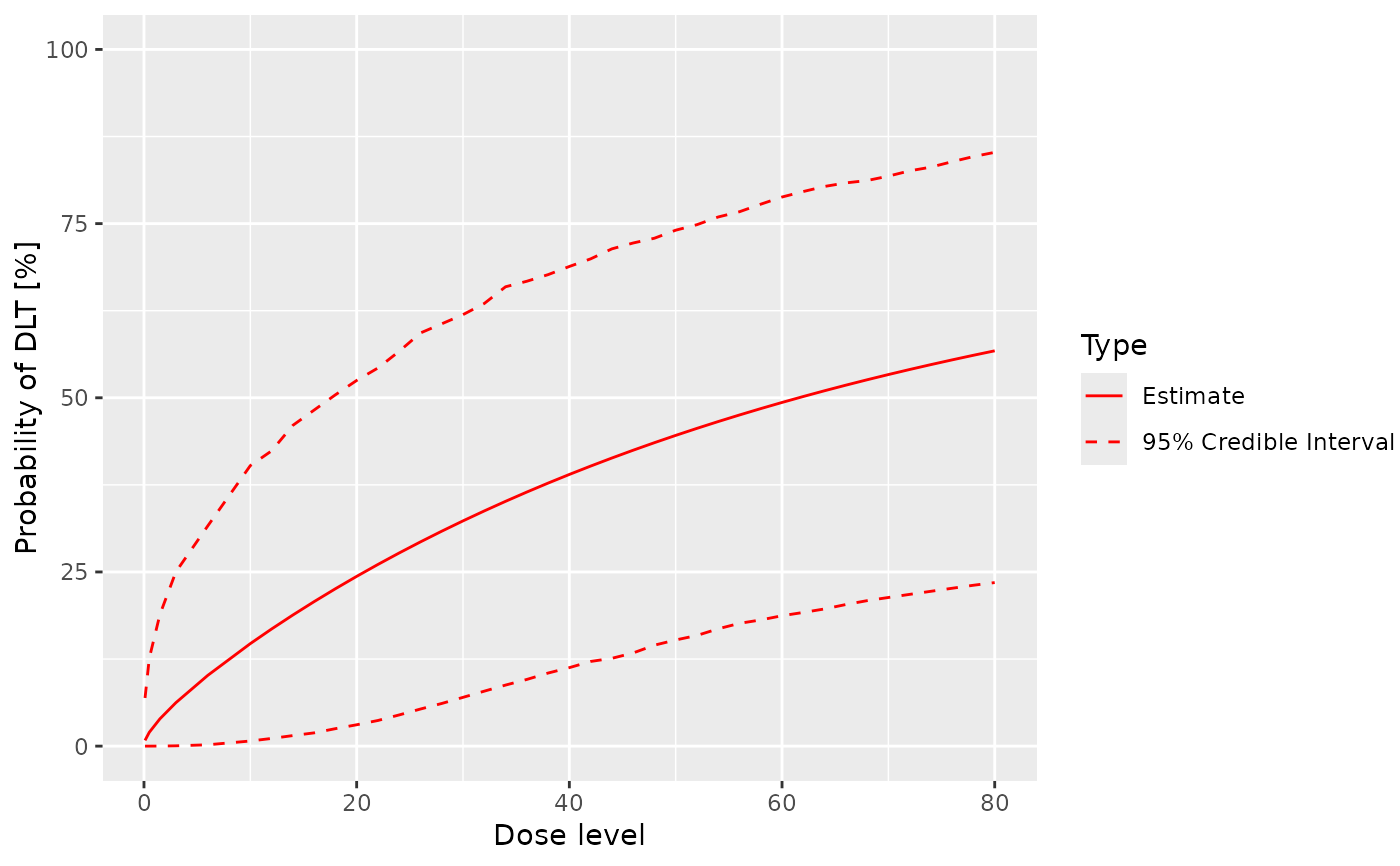 100
75
50
25
0
Probability of DLT [%]
0 20 40 60 80
Dose level
Type
Estimate
95% Credible Interval